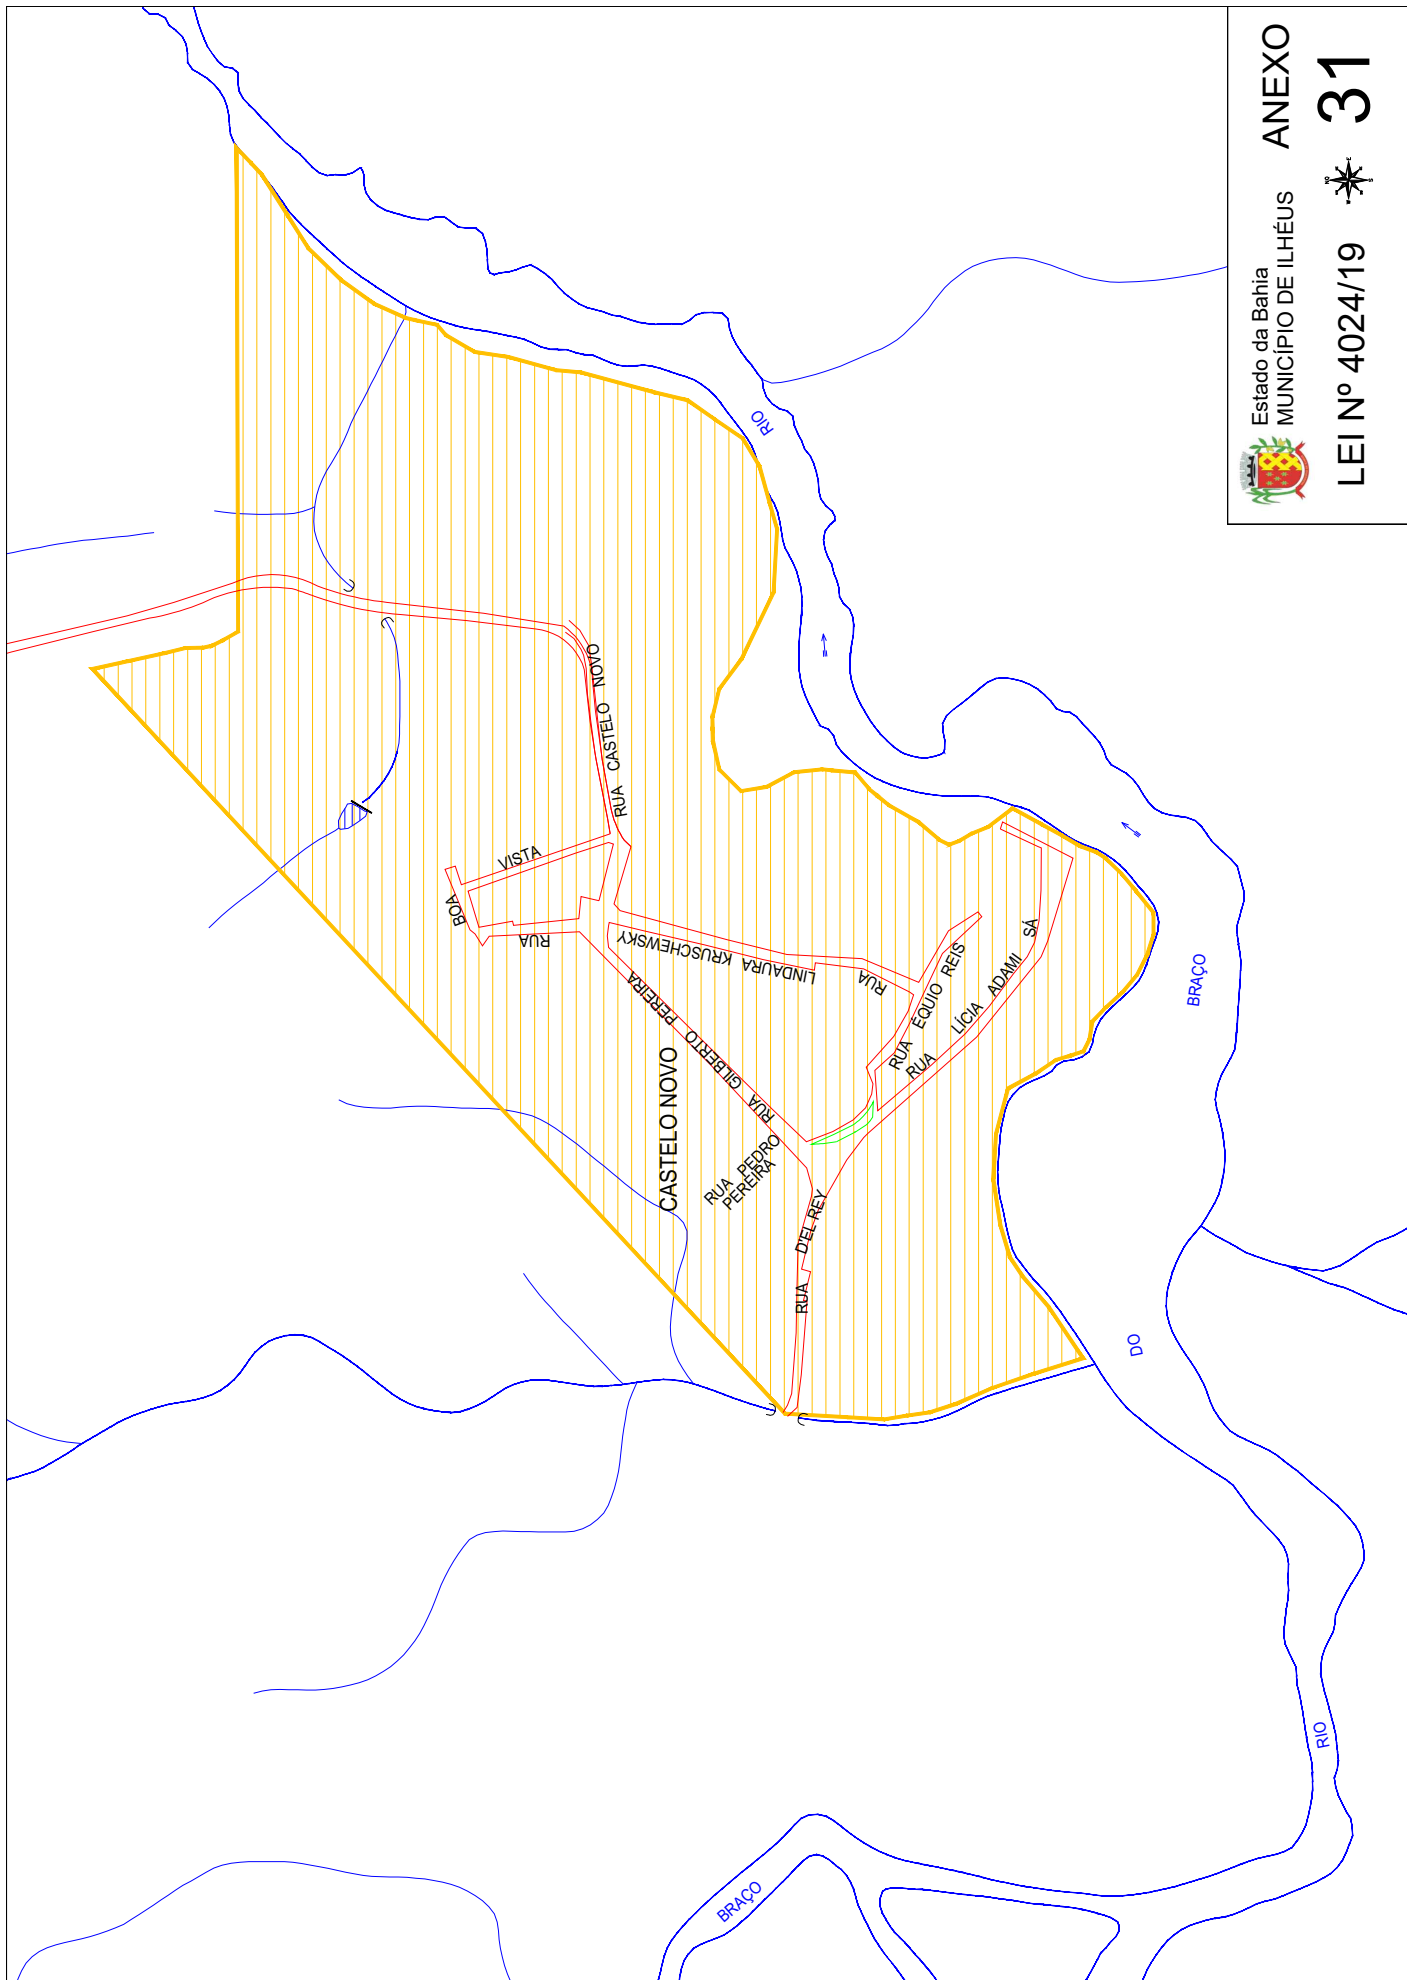 Estado da Bahia
MUNICÍPIO DE ILHÉUS
ANEXO
LEI Nº 4024/19
31
NO
E
S
RIO
RUA CASTELO NOVO
VISTA
BOA
RUA
LINDAURA KRUSCHEWSKY
RUA
RUA GILBERTO PEREIRA
CASTELO NOVO
RUA PEDRO
PEREIRA
RUA ÉQUIO REIS
RUA LÍCIA ADAMI SÁ
RUA D'EL REY
BRAÇO
DO
RIO
BRAÇO